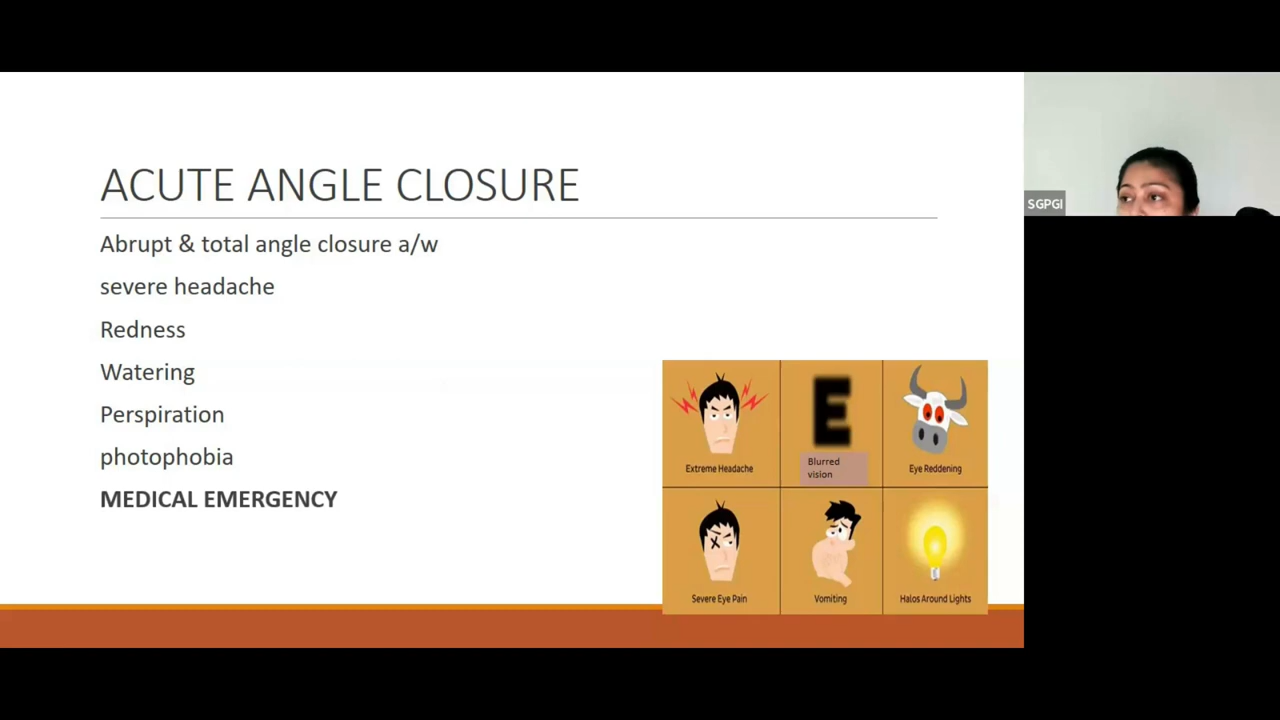 ACUTE ANGLE CLOSURE
Abrupt & total angle closure a/w
severe headache
Redness
Watering
Perspiration
photophobia
MEDICAL EMERGENCY
Extreme Headache
Blurred
vision
Eye Reddening
E
Severe Eye Pain
Vomiting
Halos Around Lights
SGPGI